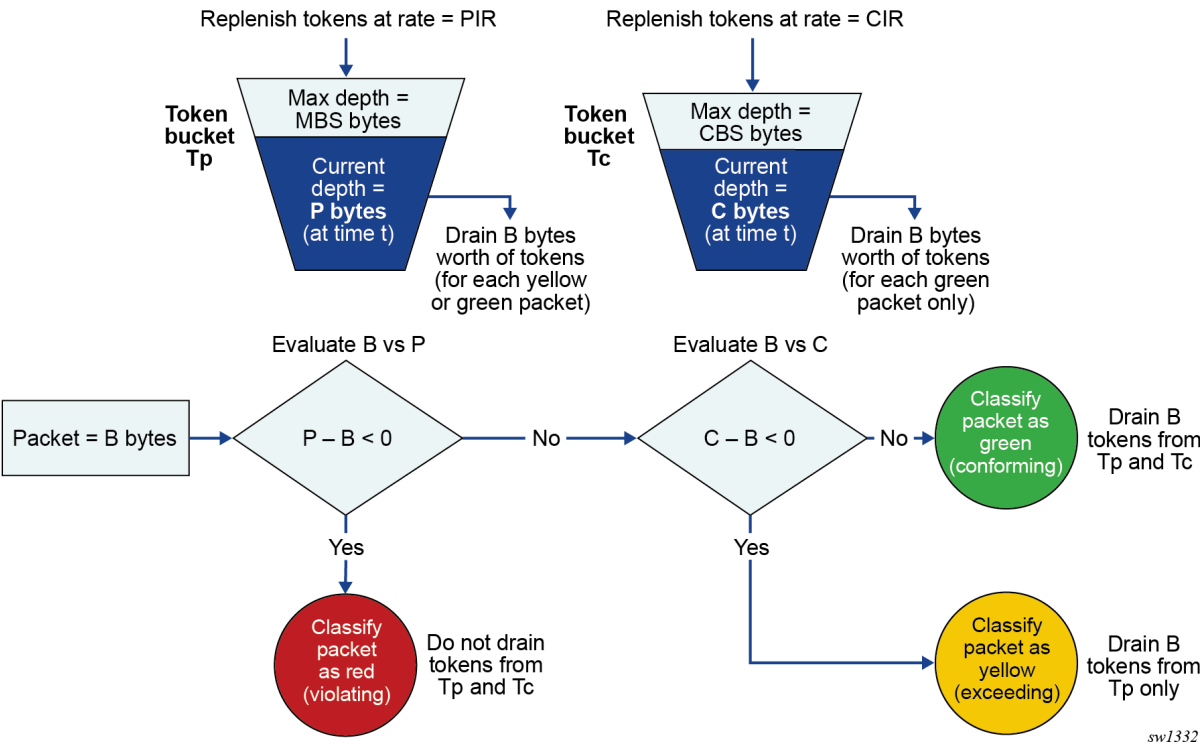 Replenish tokens at rate = PIR
Replenish tokens at rate = CIR
Token
bucket
Tp
Max depth =
MBS bytes
Current
depth =
P bytes
(at time t)
Drain B bytes
worth of tokens
(for each yellow
or green packet)
Token
bucket
Tc
Max depth =
CBS bytes
Current
depth =
C bytes
(at time t)
Drain B bytes
worth of tokens
(for each green
packet only)
Evaluate B vs P
Evaluate B vs C
Packet = B bytes
P – B < 0
No
C – B < 0
No
Classify
packet as
green
(conforming)
Drain B
tokens from
Tp and Tc
Yes
Yes
Classify
packet
as red
(violating)
Do not drain
tokens from
Tp and Tc
Classify
packet as
yellow
(exceeding)
Drain B
tokens from
Tp only
sw1332